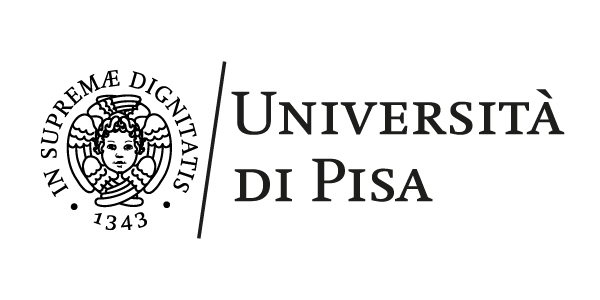 IN SUPREMÆ DIGNITATIS
• 1343 •
UNIVERSITÀ
DI PISA